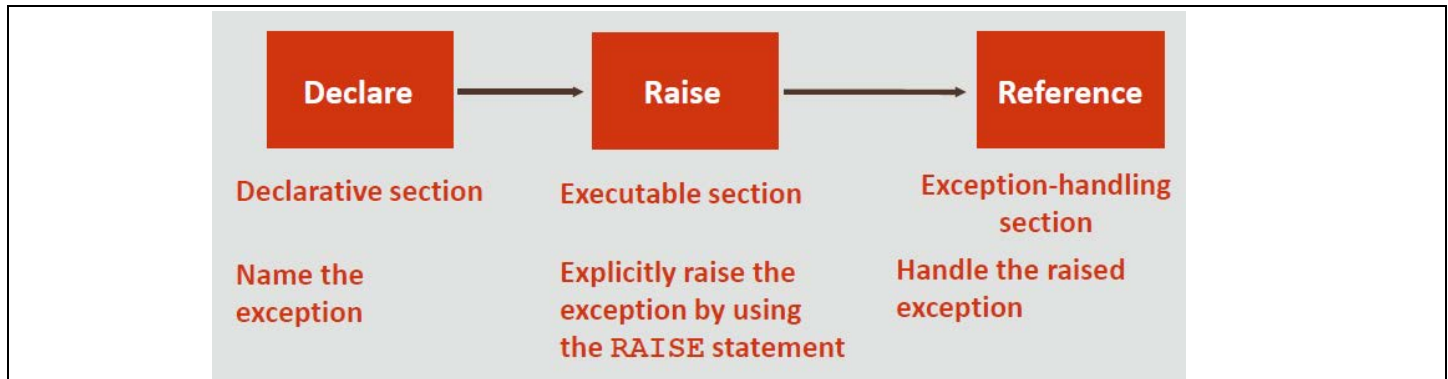 Declare
Raise
Reference
Declarative section
Executable section
Exception-handling
section
Name the
exception
Explicitly raise the
exception by using
the RAISE statement
Handle the raised
exception